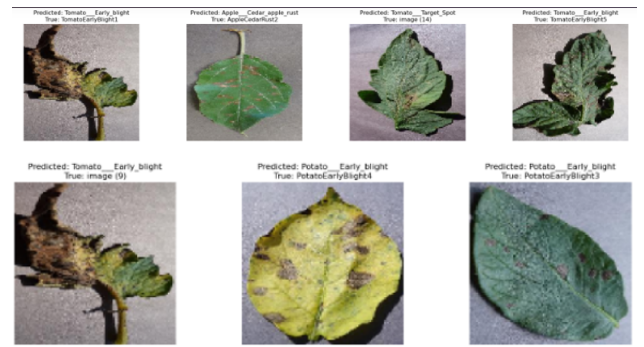 Predicted: Tomato___Early_blight
True: TomatoEarlyBlight1
Predicted: Apple___Cedar_apple_rust
True: AppleCedarRust2
Predicted: Tomato___Target_Spot
True: image (14)
Predicted: Tomato___Early_blight
True: TomatoEarlyBlight5
Predicted: Tomato___Early_blight
True: image (9)
Predicted: Potato___Early_blight
True: PotatoEarlyBlight4
Predicted: Potato___Early_blight
True: PotatoEarlyBlight3